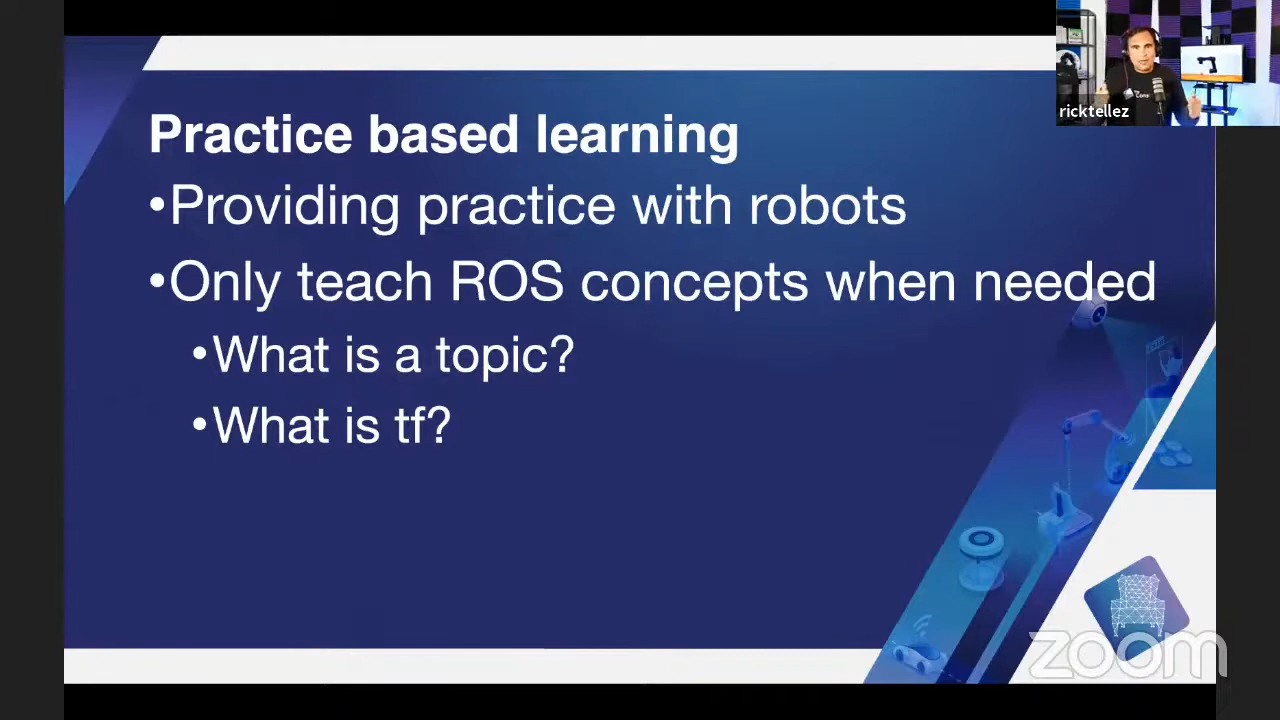 Practice based learning
•Providing practice with robots
•Only teach ROS concepts when needed
•What is a topic?
•What is tf?
ricktellez
zoom